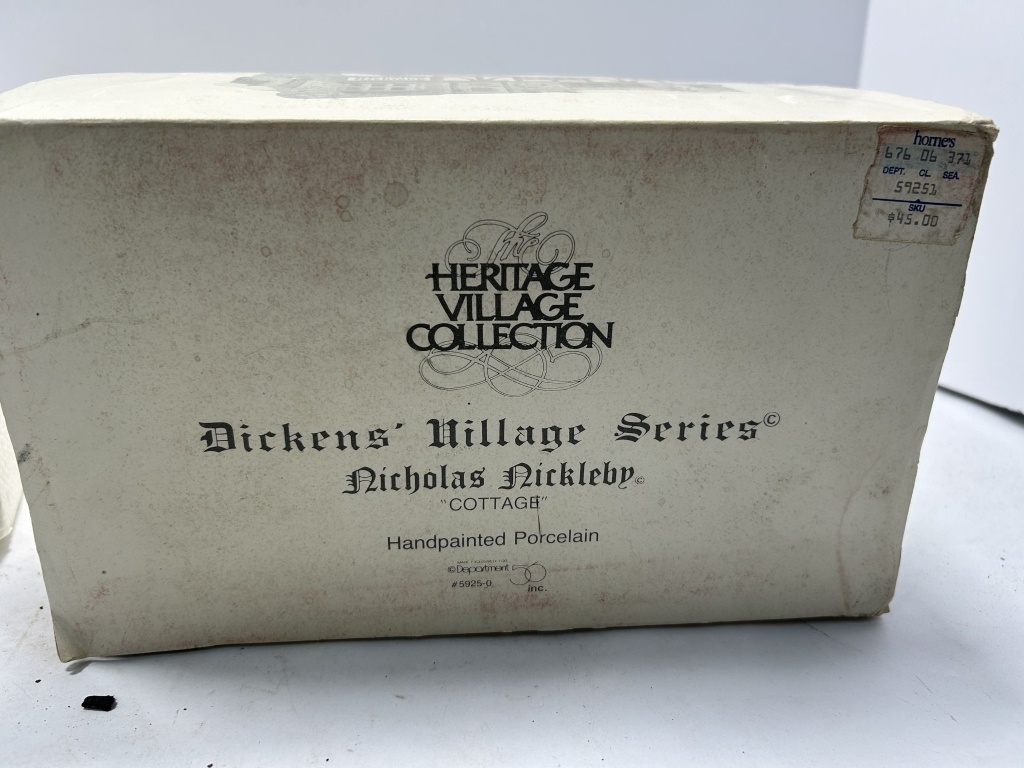 horne's
676 06 371
DEPT. CL SEA.
59251
SKU
$45.00
The
HERITAGE
VILLAGE
COLLECTION
Dickens' Village Series©
Nicholas Nickleby©
"COTTAGE"
Handpainted Porcelain
©Department 56
#5925-0 inc.